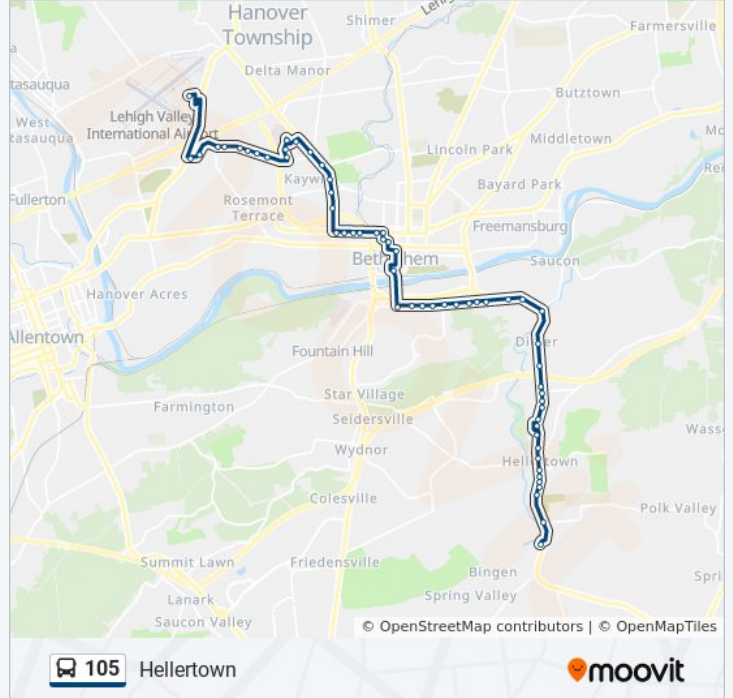 Hanover
Township
Shimer
Farmersville
tasauqua
Delta Manor
Butztown
Lehigh Valley
International Airport
West
tasauqua
Middletown
Lincoln Park
Bayard Park
Fullerton
Rosemont
Terrace
Freemansburg
Saucon
Hanover Acres
Allentown
Fountain Hill
Star Village
Farmington
Seidersville
Wydnor
Colesville
Polk Valley
Summit Lawn
Friedensville
Bingen
Lanark
Spring Valley
Saucon Valley
© OpenStreetMap contributors | © OpenMapTiles
105 Hellertown
moovit